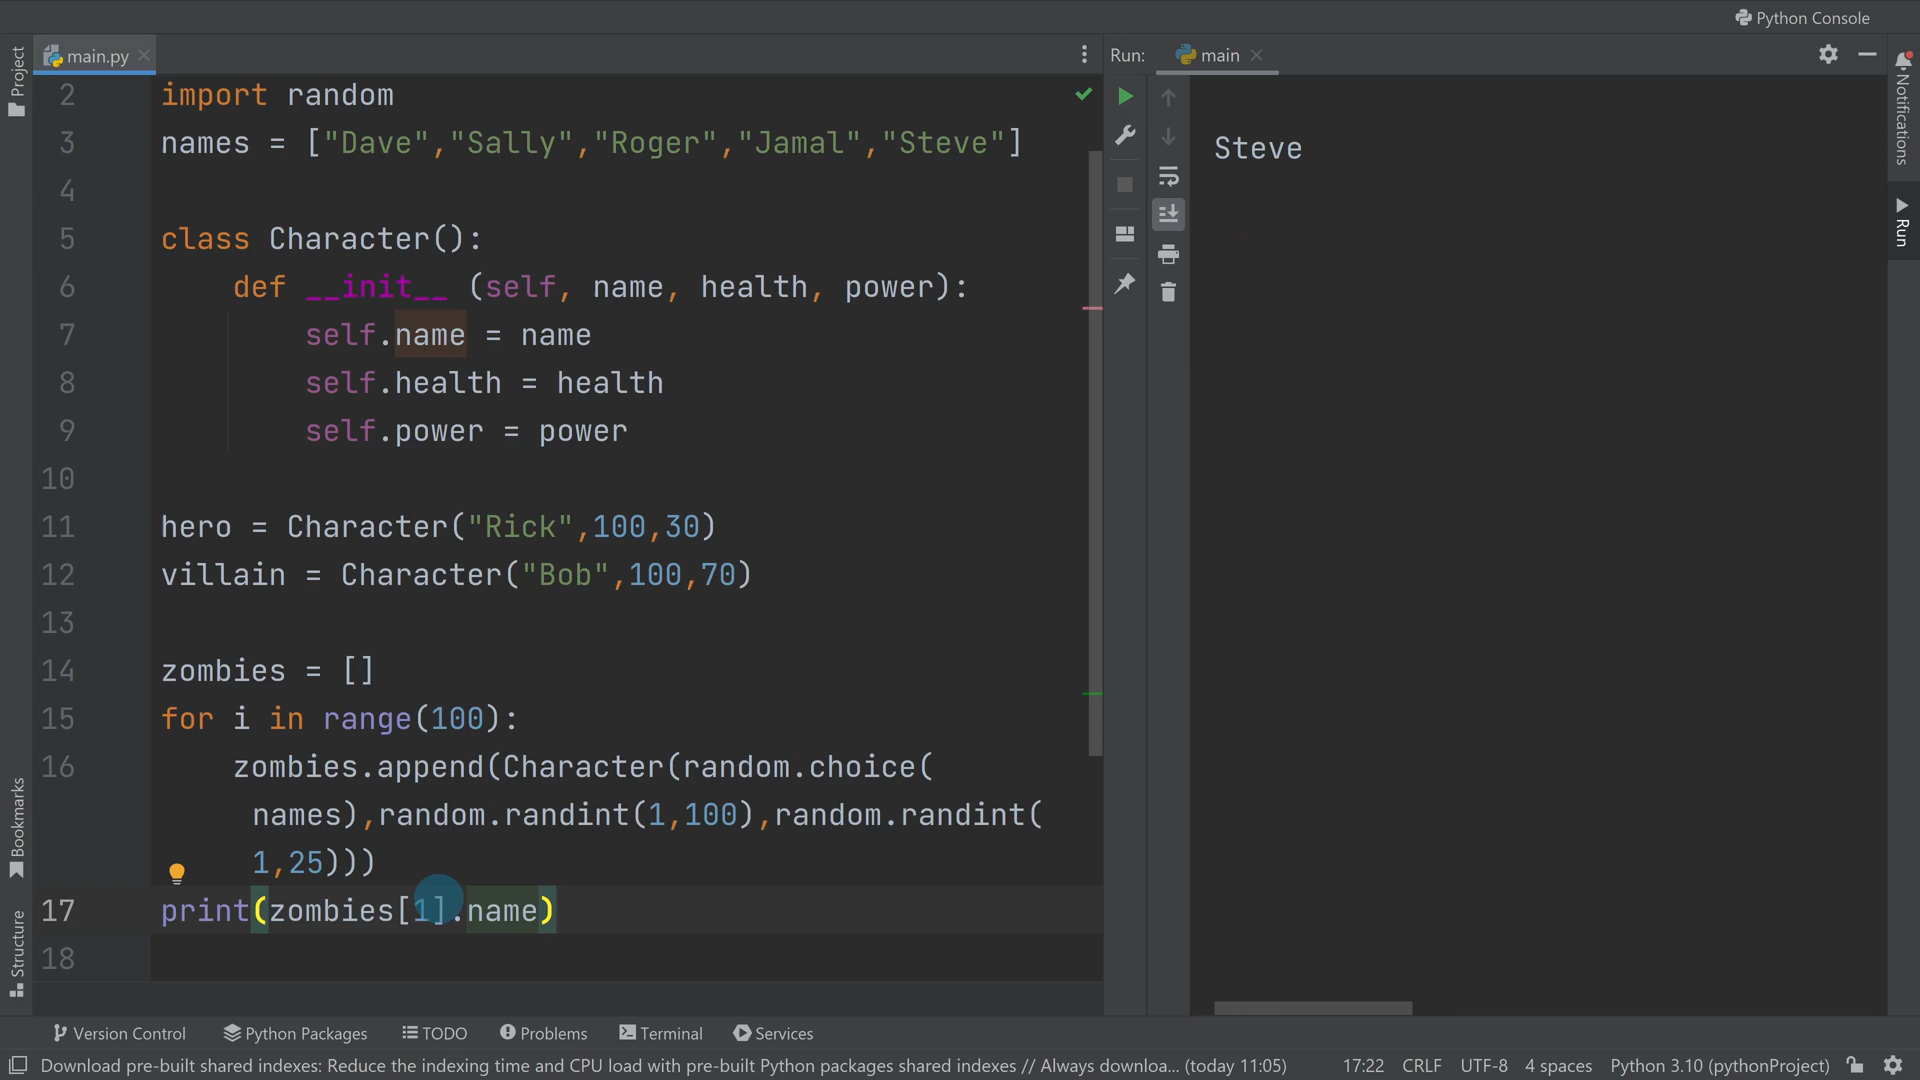 Python Console
Project
main.py
Run:
main
Notifications
Run
2 import random
3 names = ["Dave","Sally","Roger","Jamal","Steve"]
4
5 class Character():
6 def __init__ (self, name, health, power):
7 self.name = name
8 self.health = health
9 self.power = power
10
11 hero = Character("Rick",100,30)
12 villain = Character("Bob",100,70)
13
14 zombies = []
15 for i in range(100):
16 zombies.append(Character(random.choice(
names),random.randint(1,100),random.randint(
1,25)))
17 print(zombies[1].name)
18
Steve
Bookmarks
Structure
Version Control
Python Packages
TODO
Problems
Terminal
Services
Download pre-built shared indexes: Reduce the indexing time and CPU load with pre-built Python packages shared indexes // Always downloa... (today 11:05)
17:22 CRLF UTF-8 4 spaces Python 3.10 (pythonProject)